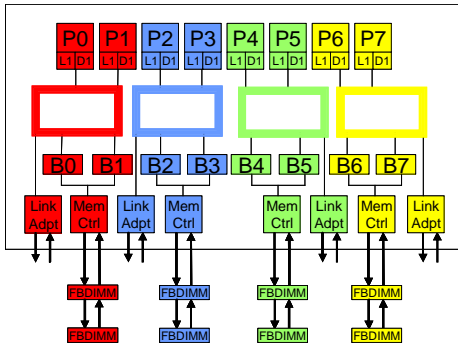 P0 P1 P2 P3 P4 P5 P6 P7
L1 D1 L1 D1 L1 D1 L1 D1 L1 D1 L1 D1 L1 D1 L1 D1
B0 B1 B2 B3 B4 B5 B6 B7
Link Mem Link Mem Mem Link Mem Link
Adpt Ctrl Adpt Ctrl Ctrl Adpt Ctrl Adpt
FBDIMM FBDIMM FBDIMM FBDIMM
FBDIMM FBDIMM FBDIMM FBDIMM